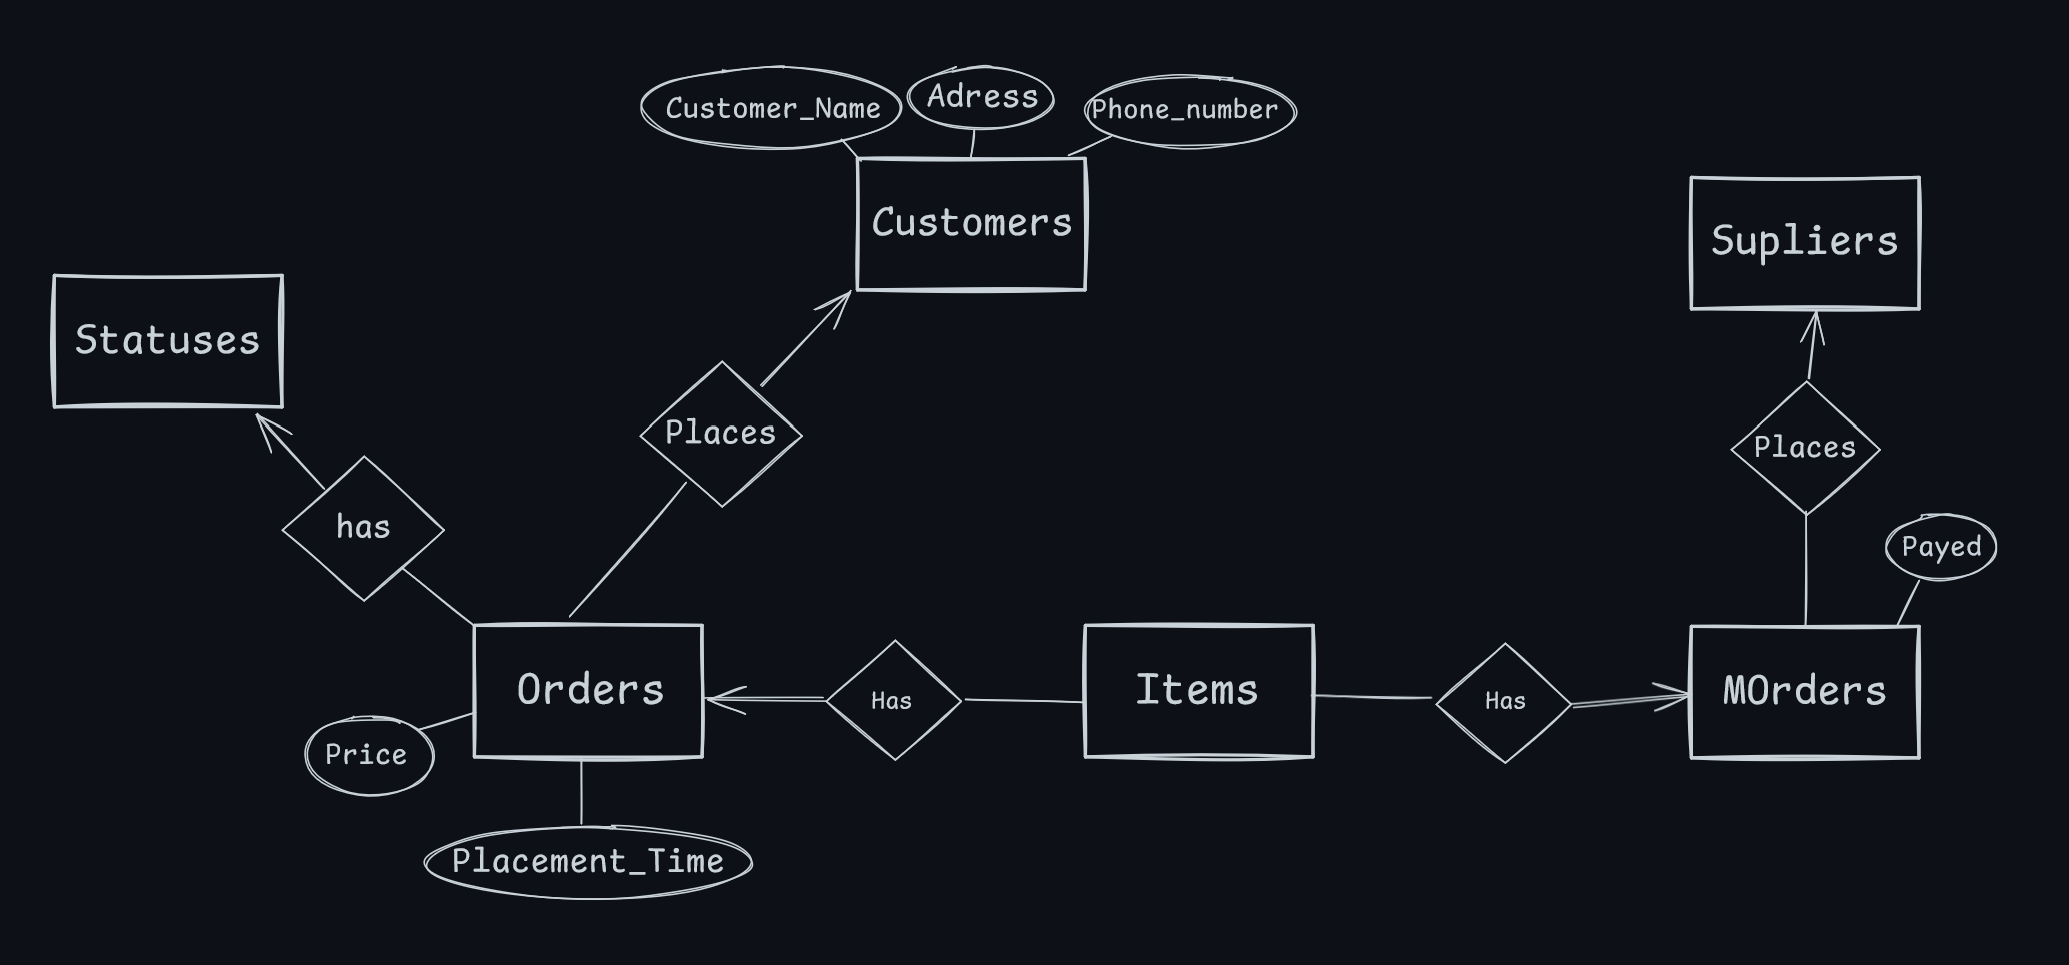 Customer_Name
Adress
Phone_number
Customers
Supliers
Statuses
Places
Places
has
Payed
Orders
Has
Items
Has
MOrders
Price
Placement_Time